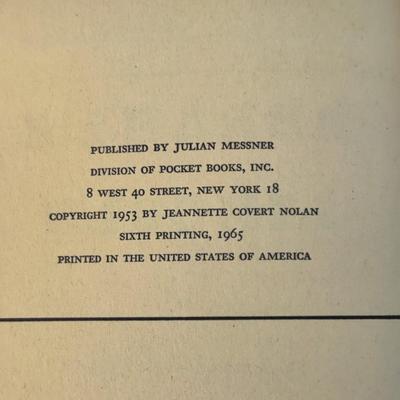 PUBLISHED BY JULIAN MESSNER
DIVISION OF POCKET BOOKS, INC.
8 WEST 40 STREET, NEW YORK 18
COPYRIGHT 1953 BY JEANNETTE COVERT NOLAN
SIXTH PRINTING, 1965
PRINTED IN THE UNITED STATES OF AMERICA